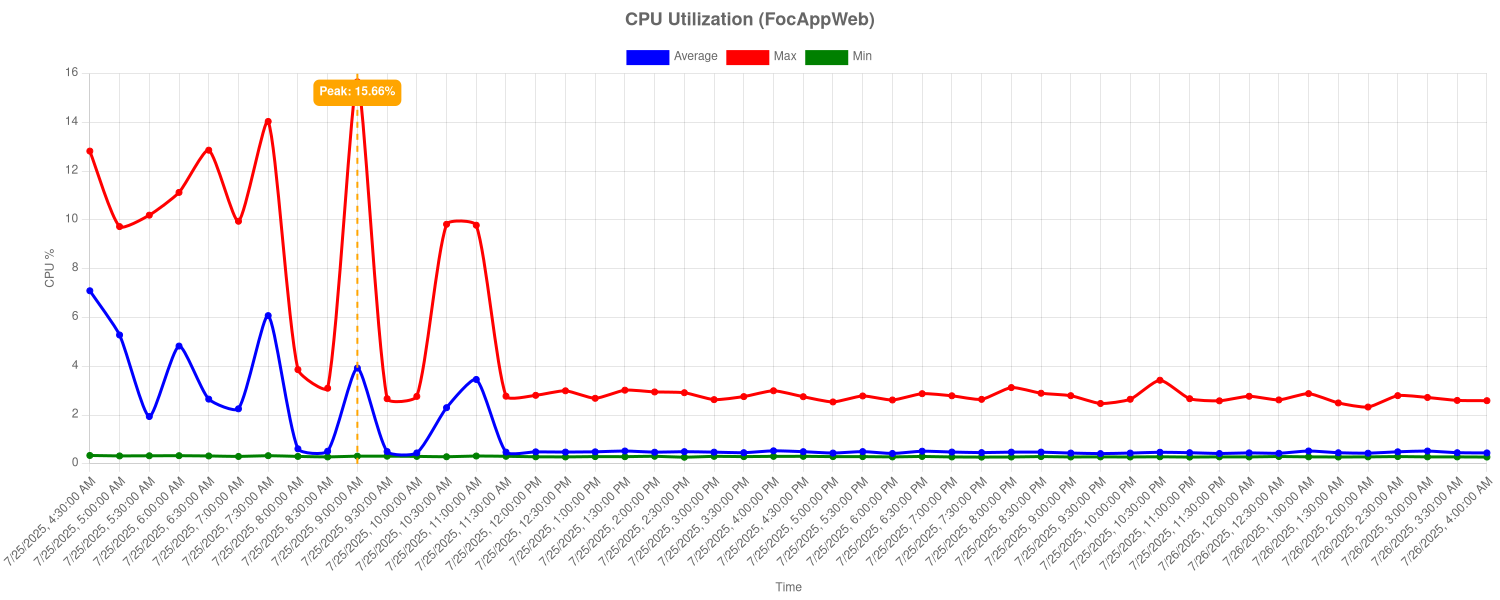 CPU Utilization (FocAppWeb)
Average Max Min
Peak: 15.66%
16
14
12
10
8
6
4
2
0
CPU %
7/25/2025, 4:30:00 AM
7/25/2025, 5:00:00 AM
7/25/2025, 5:30:00 AM
7/25/2025, 6:00:00 AM
7/25/2025, 6:30:00 AM
7/25/2025, 7:00:00 AM
7/25/2025, 7:30:00 AM
7/25/2025, 8:00:00 AM
7/25/2025, 8:30:00 AM
7/25/2025, 9:00:00 AM
7/25/2025, 9:30:00 AM
7/25/2025, 10:00:00 AM
7/25/2025, 10:30:00 AM
7/25/2025, 11:00:00 AM
7/25/2025, 11:30:00 AM
7/25/2025, 12:00:00 PM
7/25/2025, 12:30:00 PM
7/25/2025, 1:00:00 PM
7/25/2025, 1:30:00 PM
7/25/2025, 2:00:00 PM
7/25/2025, 2:30:00 PM
7/25/2025, 3:00:00 PM
7/25/2025, 3:30:00 PM
7/25/2025, 4:00:00 PM
7/25/2025, 4:30:00 PM
7/25/2025, 5:00:00 PM
7/25/2025, 5:30:00 PM
7/25/2025, 6:00:00 PM
7/25/2025, 6:30:00 PM
7/25/2025, 7:00:00 PM
7/25/2025, 7:30:00 PM
7/25/2025, 8:00:00 PM
7/25/2025, 8:30:00 PM
7/25/2025, 9:00:00 PM
7/25/2025, 9:30:00 PM
7/25/2025, 10:00:00 PM
7/25/2025, 10:30:00 PM
7/25/2025, 11:00:00 PM
7/25/2025, 11:30:00 PM
7/26/2025, 12:00:00 AM
7/26/2025, 12:30:00 AM
7/26/2025, 1:00:00 AM
7/26/2025, 1:30:00 AM
7/26/2025, 2:00:00 AM
7/26/2025, 2:30:00 AM
7/26/2025, 3:00:00 AM
7/26/2025, 3:30:00 AM
7/26/2025, 4:00:00 AM
Time